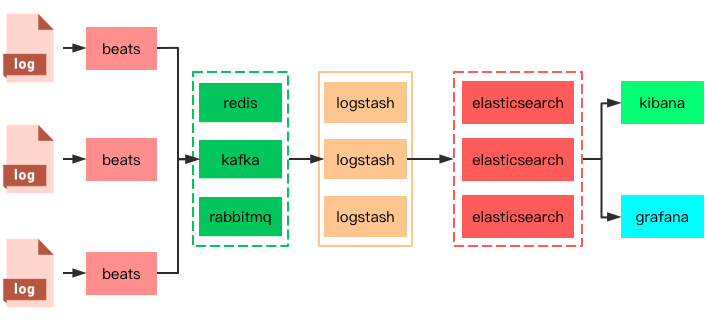 log
beats
log
beats
log
beats
redis
kafka
rabbitmq
logstash
logstash
logstash
elasticsearch
elasticsearch
elasticsearch
kibana
grafana